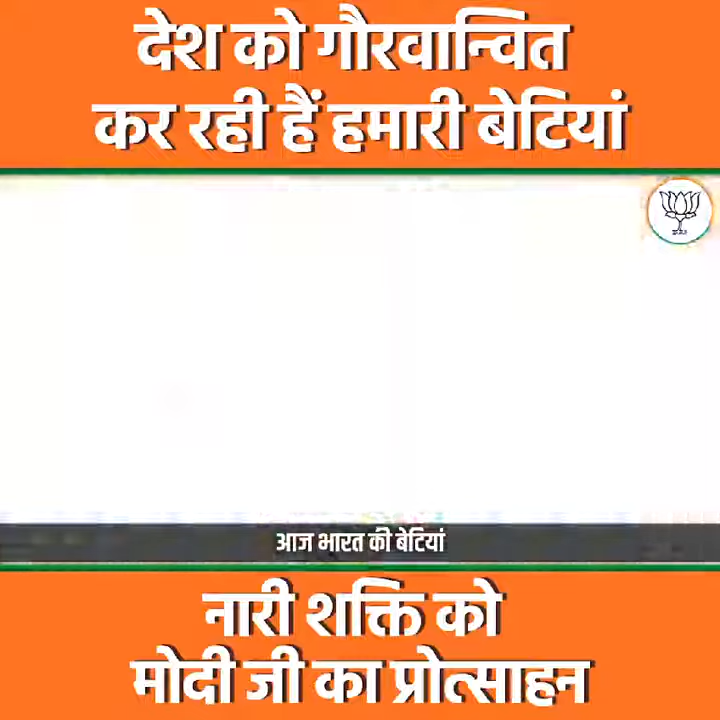 देश को गौरवान्वित
कर रही हैं हमारी बेटियां
आज भारत की बेटियां
नारी शक्ति को
मोदी जी का प्रोत्साहन